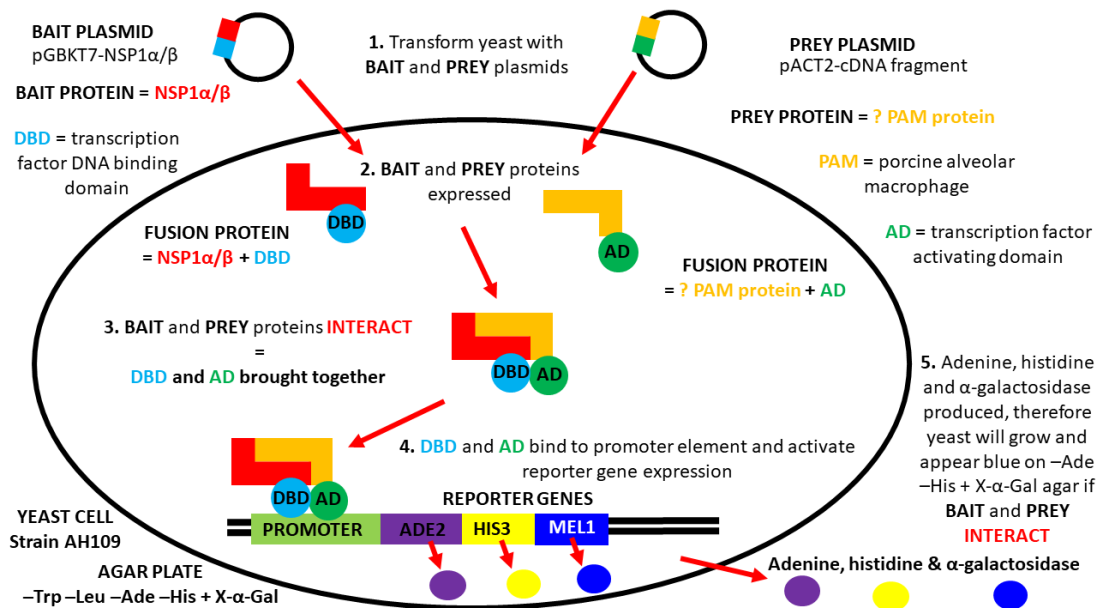 BAIT PLASMID
pGBKT7-NSP1α/β
BAIT PROTEIN = NSP1α/β
DBD = transcription
factor DNA binding
domain
1. Transform yeast with
BAIT and PREY plasmids
PREY PLASMID
pACT2-cDNA fragment
PREY PROTEIN = ? PAM protein
PAM = porcine alveolar
macrophage
AD = transcription factor
activating domain
2. BAIT and PREY proteins
expressed
DBD
AD
FUSION PROTEIN
= NSP1α/β + DBD
FUSION PROTEIN
= ? PAM protein + AD
3. BAIT and PREY proteins INTERACT
=
DBD and AD brought together
DBD
AD
4. DBD and AD bind to promoter element and activate
reporter gene expression
5. Adenine, histidine
and α-galactosidase
produced, therefore
yeast will grow and
appear blue on –Ade
–His + X-α-Gal agar if
BAIT and PREY
INTERACT
DBD
AD
REPORTER GENES
PROMOTER
ADE2
HIS3
MEL1
YEAST CELL
Strain AH109
AGAR PLATE
–Trp –Leu –Ade –His + X-α-Gal
Adenine, histidine & α-galactosidase